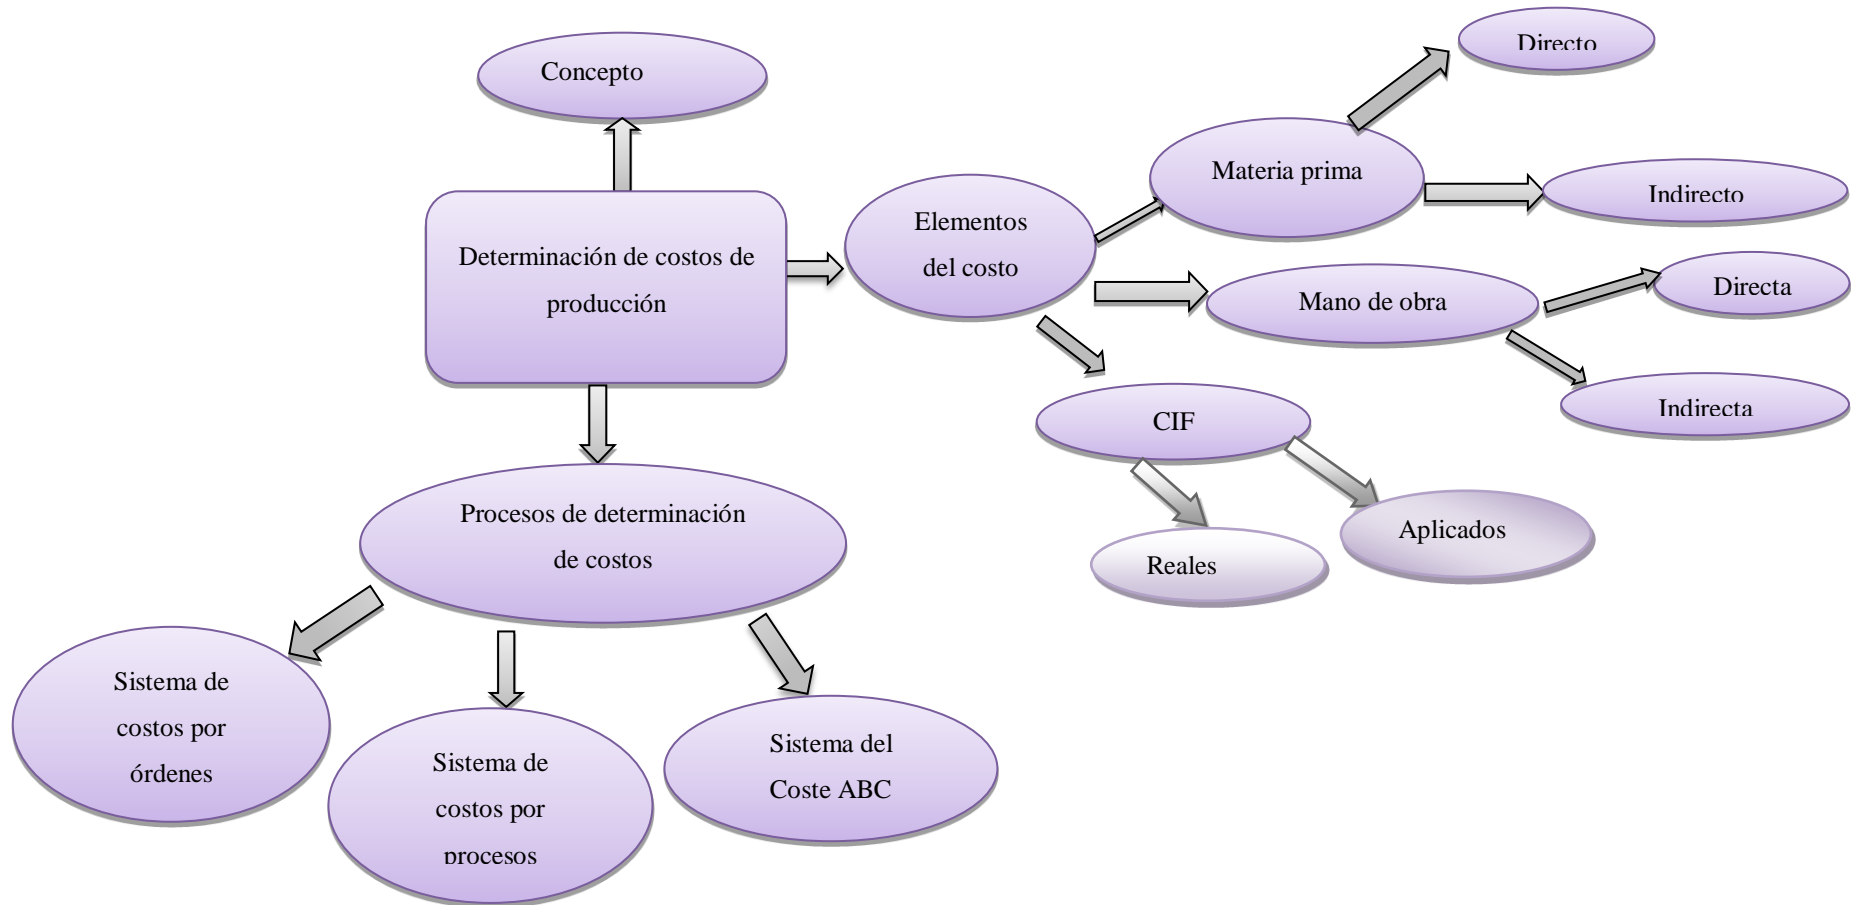 Concepto
Directo
Materia prima
Indirecto
Elementos
del costo
Determinación de costos de
producción
Mano de obra
Directa
Indirecta
CIF
Reales
Aplicados
Procesos de determinación
de costos
Sistema de
costos por
órdenes
Sistema de
costos por
procesos
Sistema del
Coste ABC